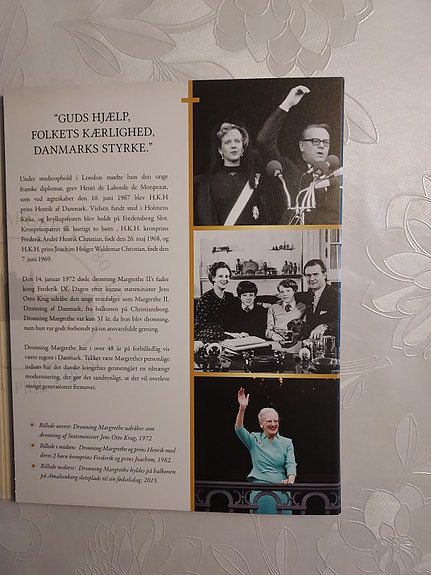 “GUDS HJÆLP,
FOLKETS KÆRLIGHED,
DANMARKS STYRKE.”
Under studieophold i London mødte hun den unge
franske diplomat, grev Henri de Laborde de Monpezat,
som ved ægteskabet den 10. juni 1967 blev H.K.H
prins Henrik af Danmark. Vielsen fandt sted i Holmens
Kirke, og bryllupsfesten blev holdt på Fredensborg Slot.
Kronprinsparret fik hurtigt to børn , H.K.H. kronprins
Frederik André Henrik Christian, født den 26. maj 1968, og
H.K.H. prins Joachim Holger Waldemar Christian, født den
7. juni 1969.
Den 14. januar 1972 døde dronning Margrethe II's fader
kong Frederik IX. Dagen efter kunne statsminister Jens
Otto Krag udråbe den unge tronfølger som Margrethe II.
Dronning af Danmark, fra balkonen på Christiansborg.
Dronning Margrethe var kun 31 år, da hun blev dronning,
men hun var godt forberedt på sin ansvarsfulde gerning.
Dronning Margrethe har i over 48 år på forbilledlig vis
været regent i Danmark. Takket være Margrethes personlige
indsats har det danske kongehus gennemgået en ultrarigt
modernisering, der gør det sandsynligt, at det vil overleve
mange generationer fremover.
Billede øverst: Dronning Margrethe udråbes som
dronning af Statsminister Jens Otto Krag, 1972
Billede i midten: Dronning Margrethe og prins Henrik med
deres 2 børn kronprins Frederik og prins Joachim, 1982.
Billede nederst: Dronning Margrethe hyldes på balkonen
på Amalienborg slotsplads til sin fødselsdag, 2015.